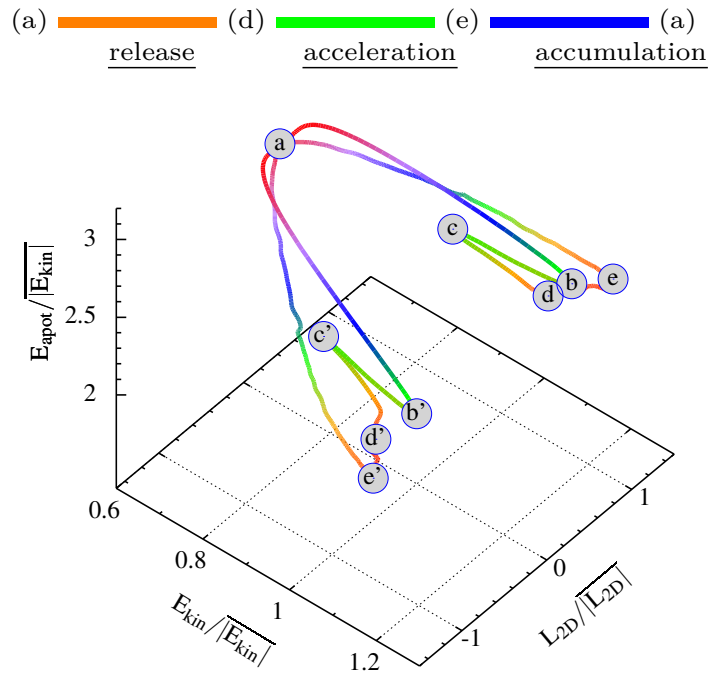 (a) (d) (e) (a)
release acceleration accumulation
a
c
e
b
d
3
E_apot/|E_kin|
2.5
c'
2
b'
d'
e'
0.6
1
0.8
0
E_kin/|E_kin|
1
L_2D/|L_2D|
-1
1.2